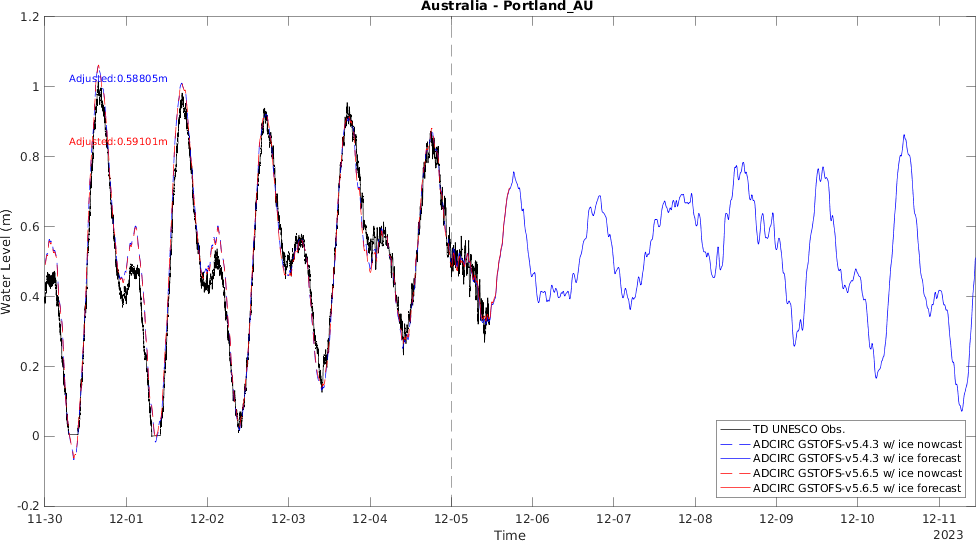 Australia - Portland_AU
1.2
1
0.8
0.6
0.4
0.2
0
-0.2
Water Level (m)
Adjusted:0.58805m
Adjusted:0.59101m
TD UNESCO Obs.
ADCIRC GSTOFS-v5.4.3 w/ ice nowcast
ADCIRC GSTOFS-v5.4.3 w/ ice forecast
ADCIRC GSTOFS-v5.6.5 w/ ice nowcast
ADCIRC GSTOFS-v5.6.5 w/ ice forecast
11-30 12-01 12-02 12-03 12-04 12-05 12-06 12-07 12-08 12-09 12-10 12-11
Time
2023